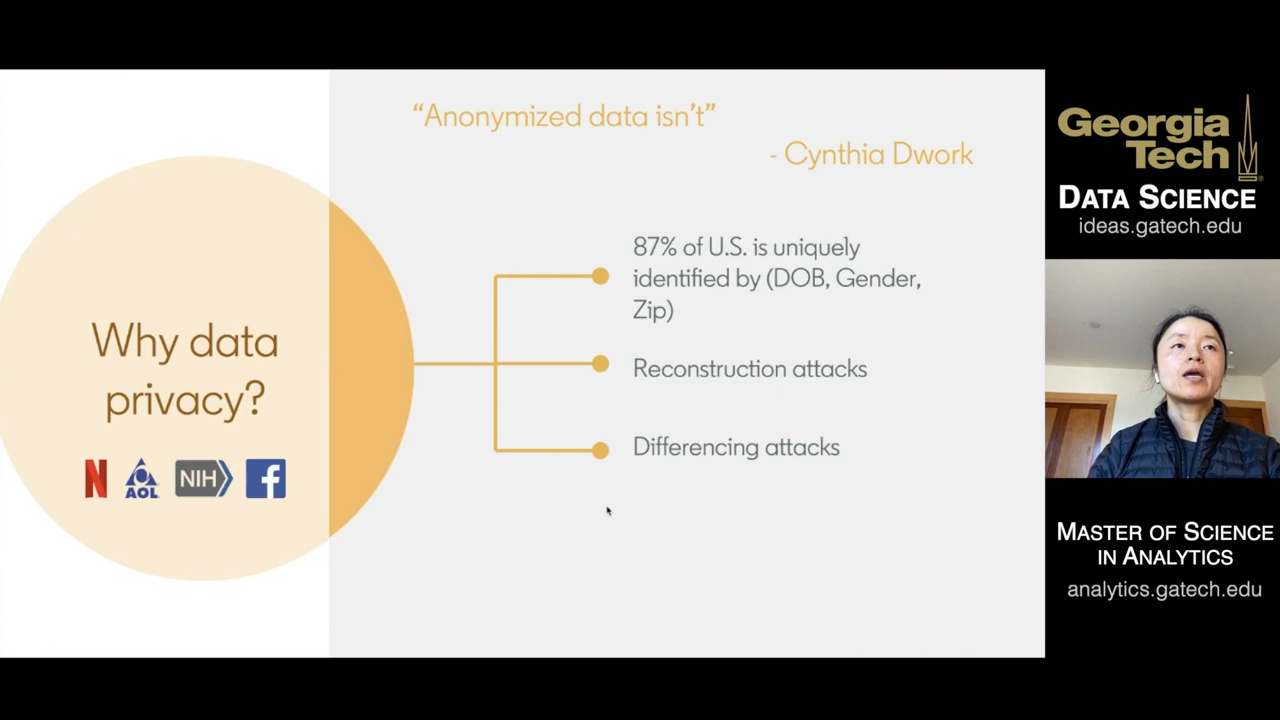 “Anonymized data isn’t”
- Cynthia Dwork
87% of U.S. is uniquely
identified by (DOB, Gender,
Zip)
Reconstruction attacks
Differencing attacks
Why data
privacy?
N
AOL
NIH
f
Georgia
Tech
®
DATA SCIENCE
ideas.gatech.edu
MASTER OF SCIENCE
IN ANALYTICS
analytics.gatech.edu